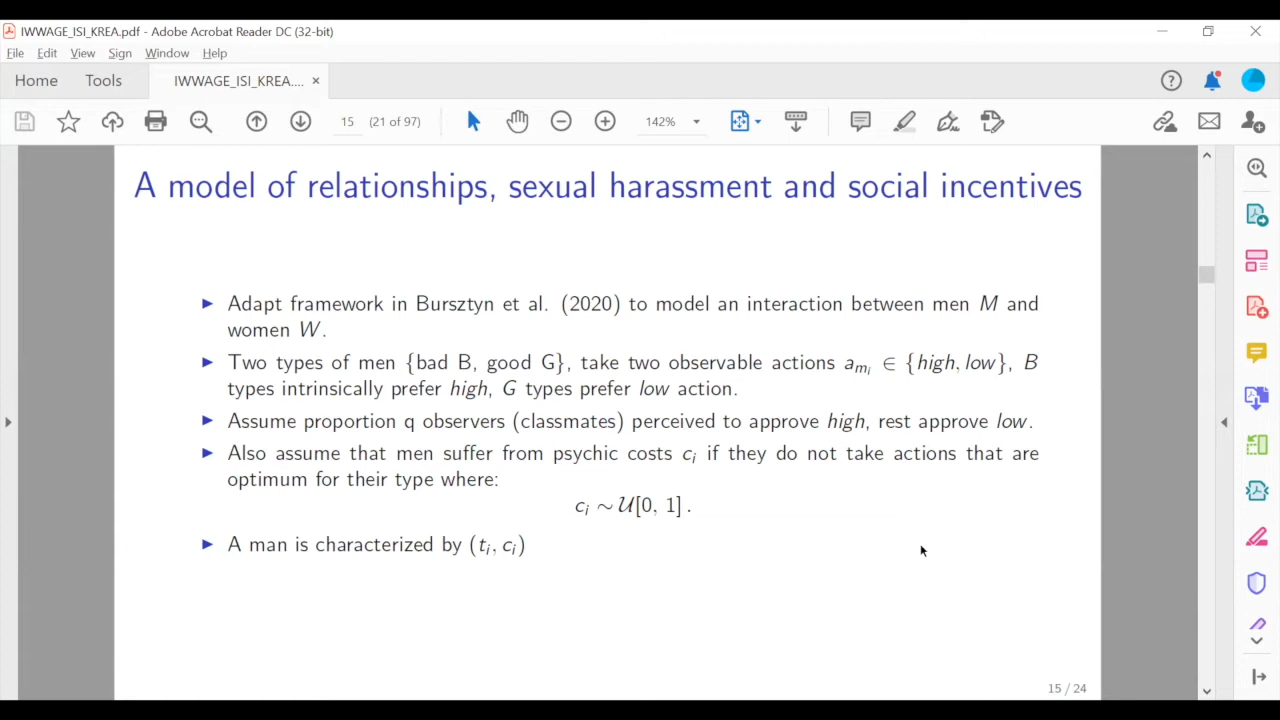 IWWAGE_ISI_KREA.pdf - Adobe Acrobat Reader DC (32-bit)
File Edit View Sign Window Help
Home Tools IWWAGE_ISI_KREA.... ×
15 (21 of 97) 142%
A model of relationships, sexual harassment and social incentives
▶ Adapt framework in Bursztyn et al. (2020) to model an interaction between men M and
women W.
▶ Two types of men {bad B, good G}, take two observable actions a_{m_i} ∈ {high, low}, B
types intrinsically prefer high, G types prefer low action.
▶ Assume proportion q observers (classmates) perceived to approve high, rest approve low.
▶ Also assume that men suffer from psychic costs c_i if they do not take actions that are
optimum for their type where:
c_i ∼ 𝒰[0, 1].
▶ A man is characterized by (t_i, c_i)
15 / 24